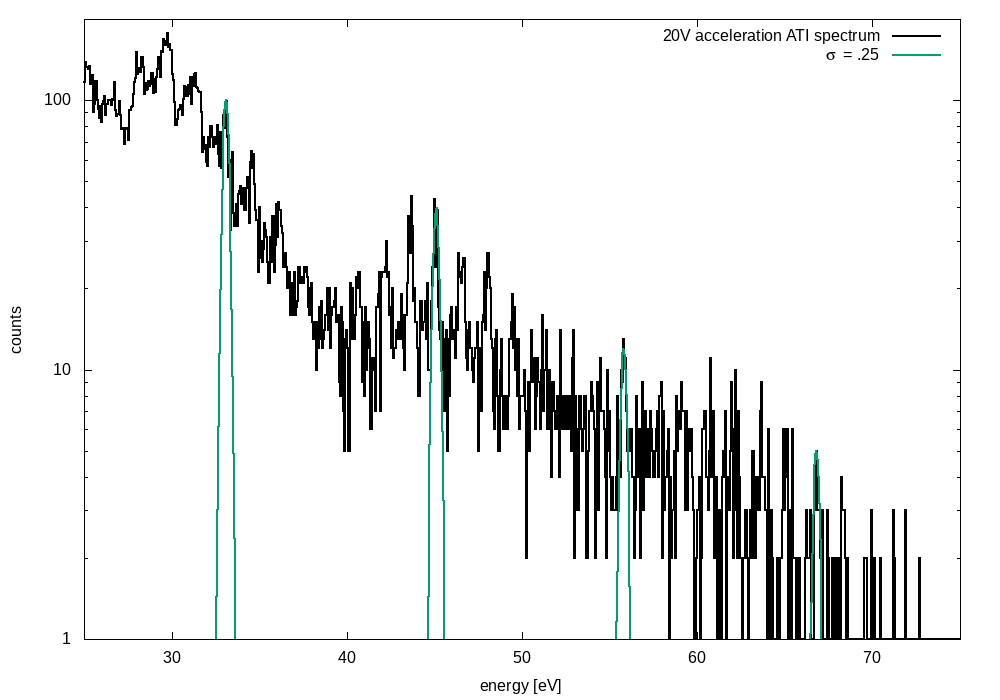 20V acceleration ATI spectrum
σ = .25
100
10
1
counts
30 40 50 60 70
energy [eV]